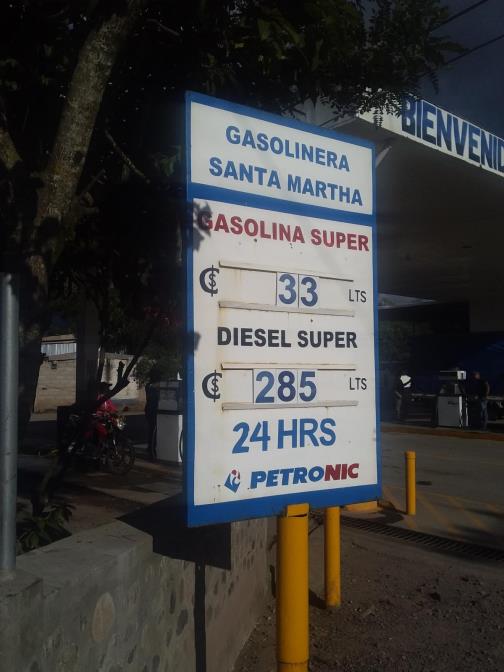 BIENVENID
GASOLINERA
SANTA MARTHA
GASOLINA SUPER
C$ 33 LTS
DIESEL SUPER
C$ 285 LTS
24 HRS
PETRONIC